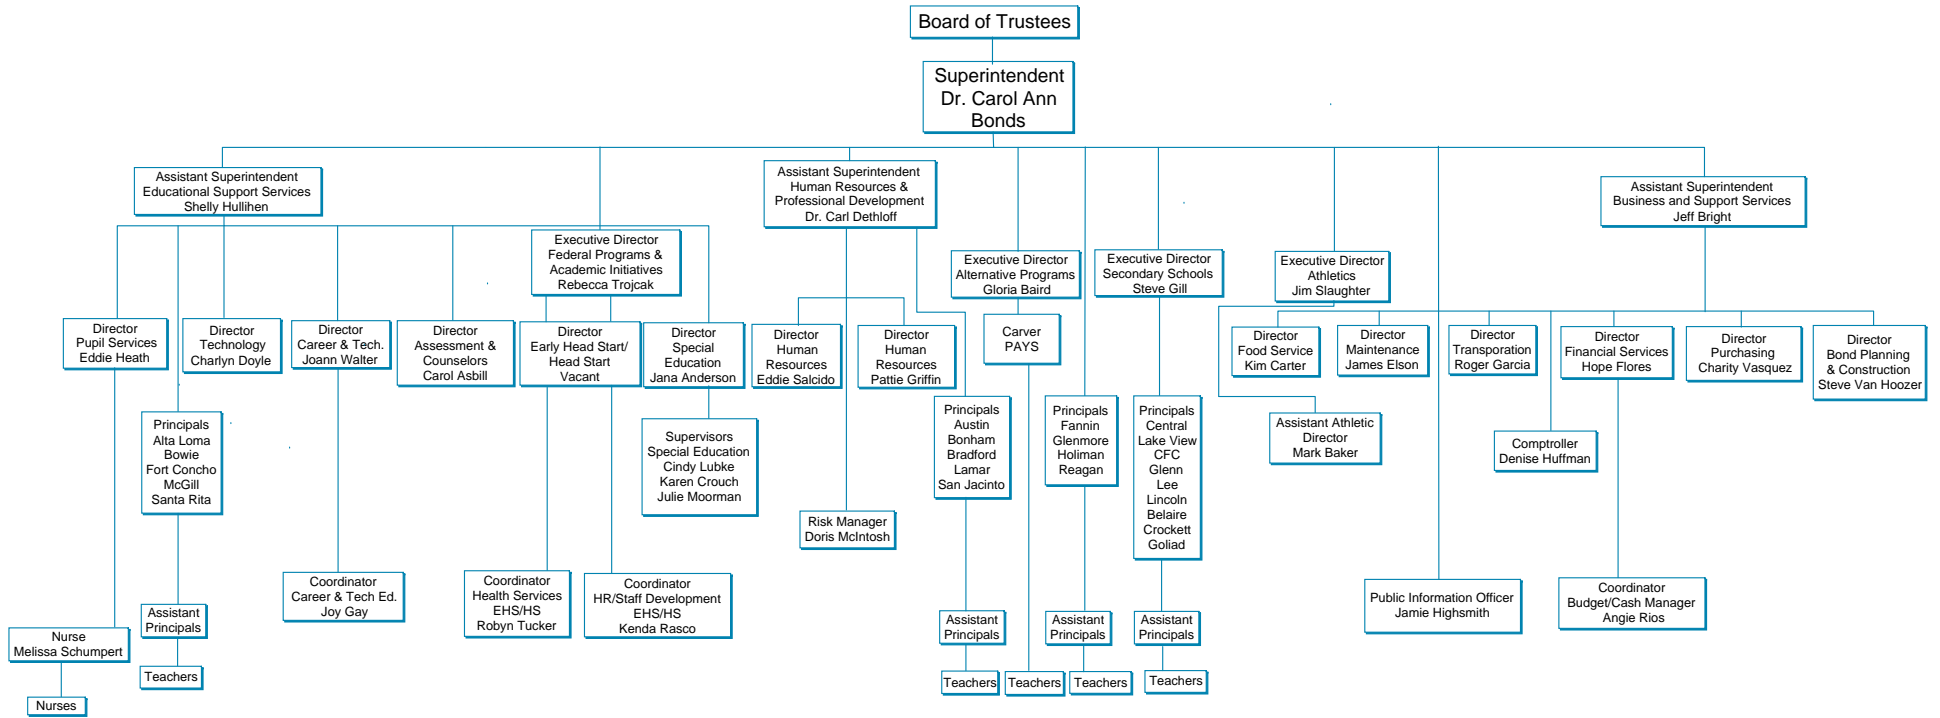 Board of Trustees
Superintendent
Dr. Carol Ann
Bonds
Assistant Superintendent
Educational Support Services
Shelly Hullihen
Assistant Superintendent
Human Resources &
Professional Development
Dr. Carl Dethloff
Assistant Superintendent
Business and Support Services
Jeff Bright
Executive Director
Federal Programs &
Academic Initiatives
Rebecca Trojcak
Executive Director
Alternative Programs
Gloria Baird
Executive Director
Secondary Schools
Steve Gill
Executive Director
Athletics
Jim Slaughter
Director
Pupil Services
Eddie Heath
Director
Technology
Charlyn Doyle
Director
Career & Tech.
Joann Walter
Director
Assessment &
Counselors
Carol Asbill
Director
Early Head Start/
Head Start
Vacant
Director
Special
Education
Jana Anderson
Director
Human
Resources
Eddie Salcido
Director
Human
Resources
Pattie Griffin
Carver
PAYS
Director
Food Service
Kim Carter
Director
Maintenance
James Elson
Director
Transporation
Roger Garcia
Director
Financial Services
Hope Flores
Director
Purchasing
Charity Vasquez
Director
Bond Planning
& Construction
Steve Van Hoozer
Principals
Alta Loma
Bowie
Fort Concho
McGill
Santa Rita
Supervisors
Special Education
Cindy Lubke
Karen Crouch
Julie Moorman
Principals
Austin
Bonham
Bradford
Lamar
San Jacinto
Principals
Fannin
Glenmore
Holiman
Reagan
Principals
Central
Lake View
CFC
Glenn
Lee
Lincoln
Belaire
Crockett
Goliad
Assistant Athletic
Director
Mark Baker
Comptroller
Denise Huffman
Risk Manager
Doris McIntosh
Coordinator
Career & Tech Ed.
Joy Gay
Coordinator
Health Services
EHS/HS
Robyn Tucker
Coordinator
HR/Staff Development
EHS/HS
Kenda Rasco
Public Information Officer
Jamie Highsmith
Coordinator
Budget/Cash Manager
Angie Rios
Nurse
Melissa Schumpert
Assistant
Principals
Assistant
Principals
Assistant
Principals
Assistant
Principals
Nurses
Teachers
Teachers
Teachers
Teachers
Teachers